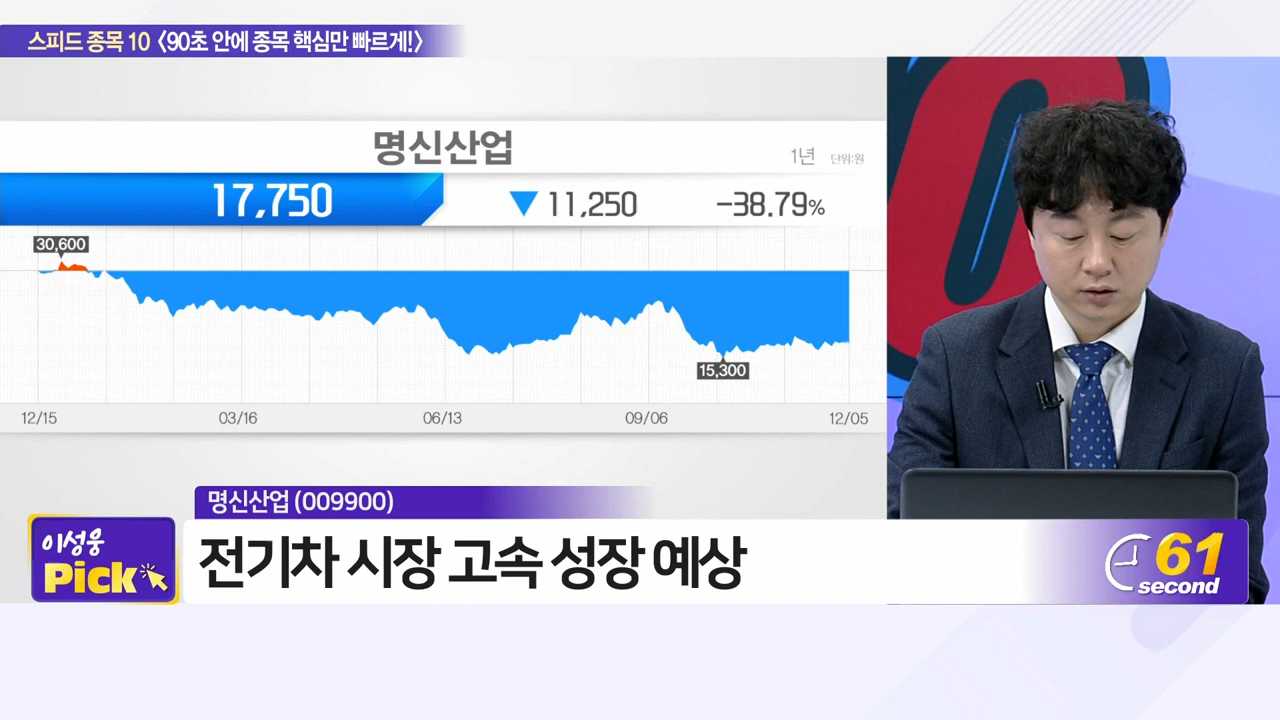 스피드 종목 10 〈90초 안에 종목 핵심만 빠르게!〉
명신산업
1년 단위:원
17,750 ▼ 11,250 -38.79%
30,600
15,300
12/15 03/16 06/13 09/06 12/05
명신산업 (009900)
이성웅
Pick
전기차 시장 고속 성장 예상
61
second